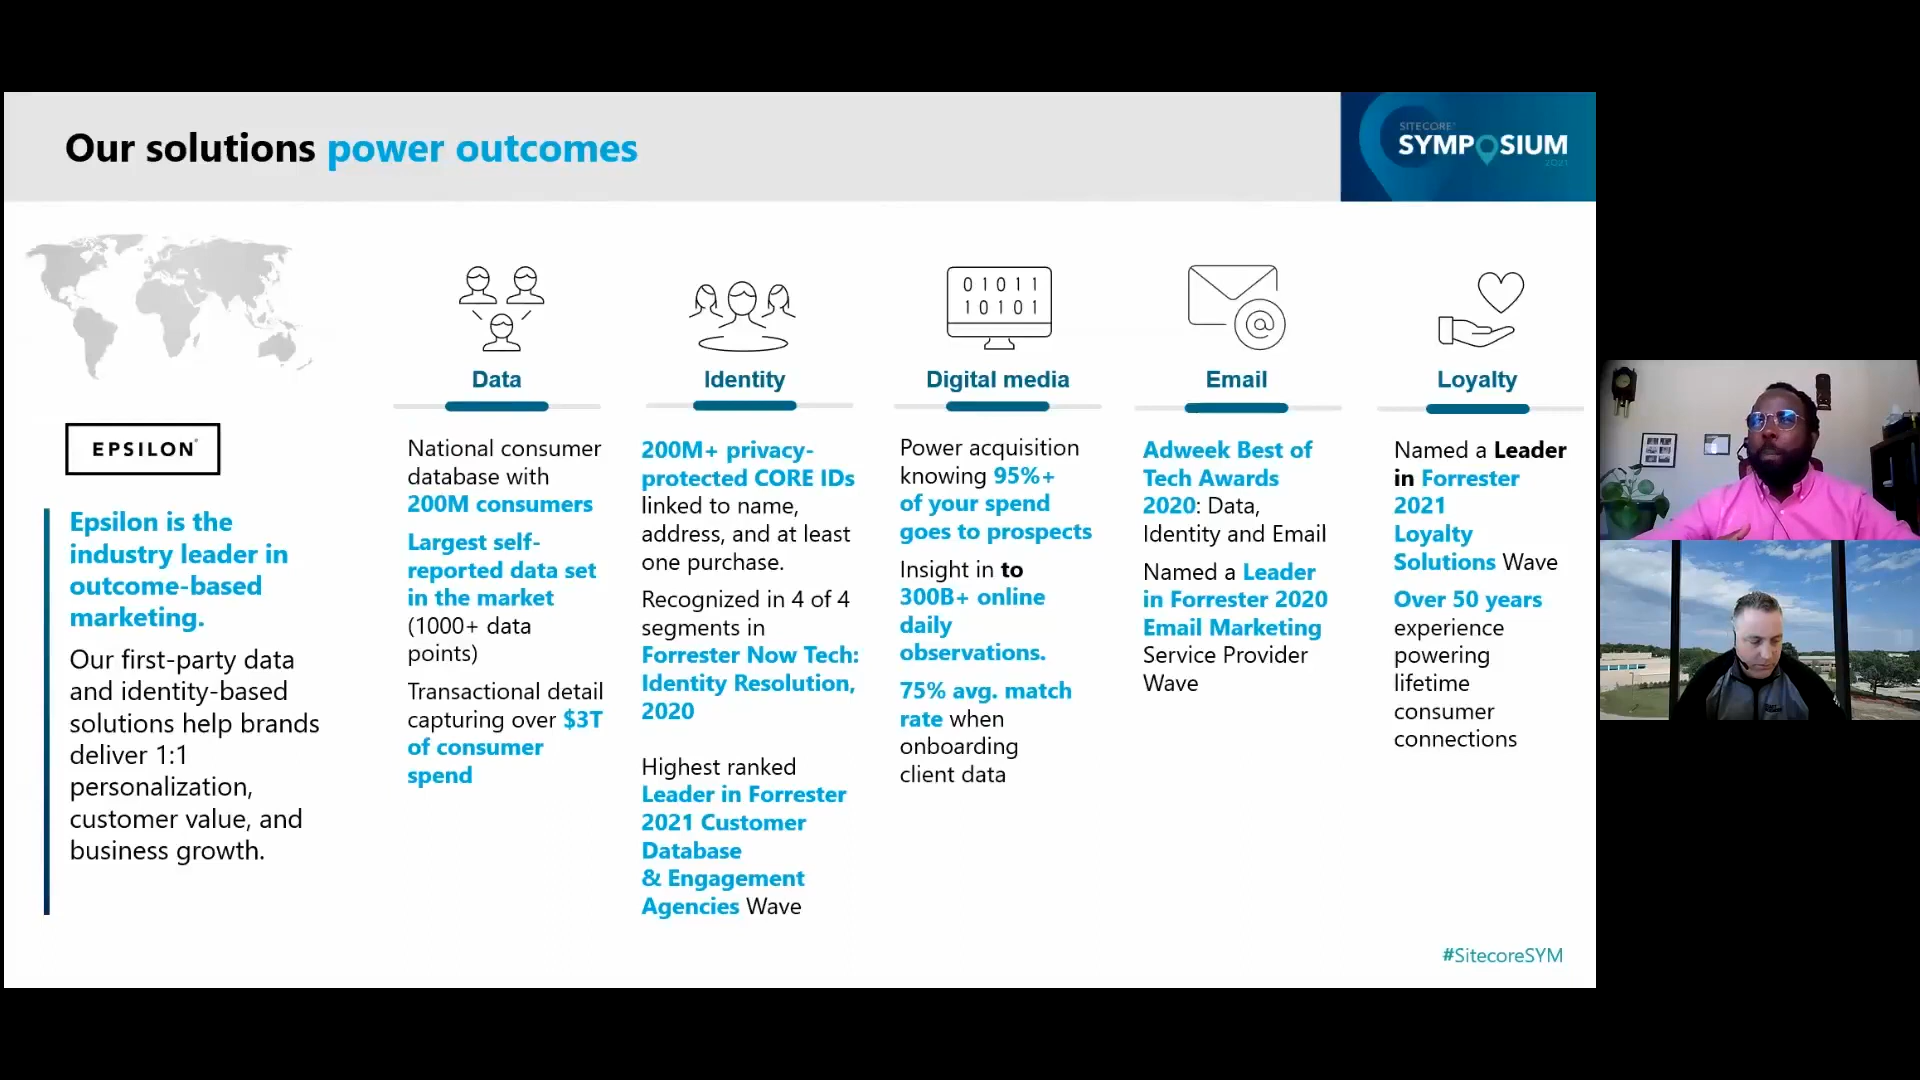 Our solutions power outcomes
SITECORE
SYMPOSIUM
2021
EPSILON
Epsilon is the
industry leader in
outcome-based
marketing.
Our first-party data
and identity-based
solutions help brands
deliver 1:1
personalization,
customer value, and
business growth.
Data
National consumer
database with
200M consumers
Largest self-
reported data set
in the market
(1000+ data
points)
Transactional detail
capturing over $3T
of consumer
spend
Identity
200M+ privacy-
protected CORE IDs
linked to name,
address, and at least
one purchase.
Recognized in 4 of 4
segments in
Forrester Now Tech:
Identity Resolution,
2020
Highest ranked
Leader in Forrester
2021 Customer
Database
& Engagement
Agencies Wave
01011
10101
Digital media
Power acquisition
knowing 95%+
of your spend
goes to prospects
Insight in to
300B+ online
daily
observations.
75% avg. match
rate when
onboarding
client data
@
Email
Adweek Best of
Tech Awards
2020: Data,
Identity and Email
Named a Leader
in Forrester 2020
Email Marketing
Service Provider
Wave
Loyalty
Named a Leader
in Forrester
2021
Loyalty
Solutions Wave
Over 50 years
experience
powering
lifetime
consumer
connections
#SitecoreSYM